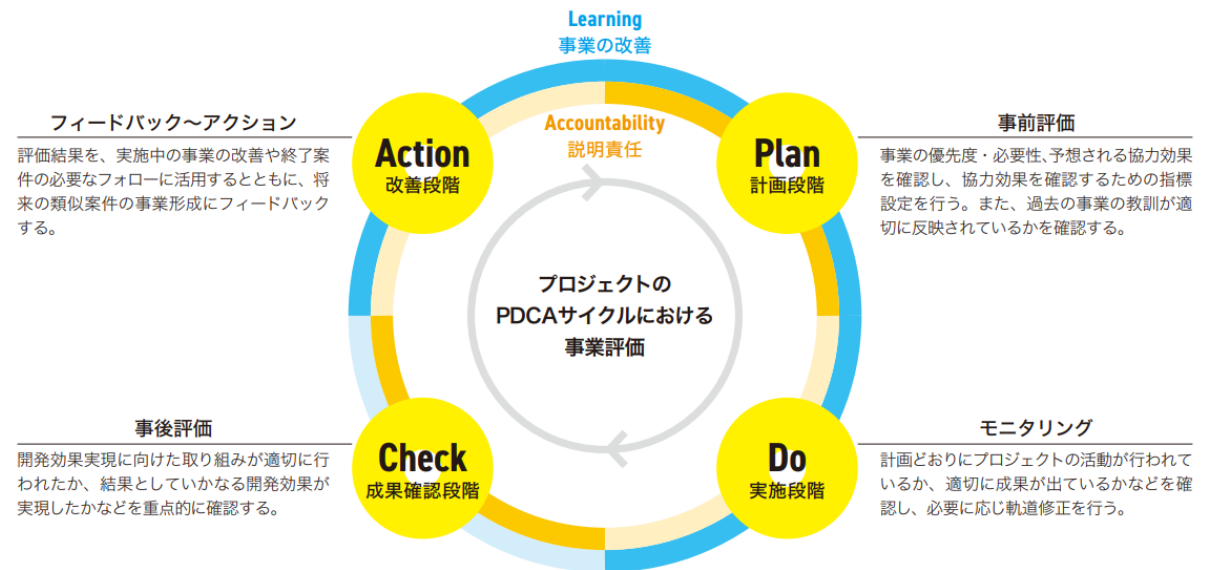 Learning
事業の改善
Accountability
説明責任
フィードバック〜アクション
評価結果を、実施中の事業の改善や終了案
件の必要なフォローに活用するとともに、将
来の類似案件の事業形成にフィードバック
する。
Action
改善段階
Plan
計画段階
事前評価
事業の優先度・必要性、予想される協力効果
を確認し、協力効果を確認するための指標
設定を行う。また、過去の事業の教訓が適
切に反映されているかを確認する。
プロジェクトの
PDCAサイクルにおける
事業評価
事後評価
開発効果実現に向けた取り組みが適切に行
われたか、結果としていかなる開発効果が
実現したかなどを重点的に確認する。
Check
成果確認段階
Do
実施段階
モニタリング
計画どおりにプロジェクトの活動が行われて
いるか、適切に成果が出ているかなどを確
認し、必要に応じ軌道修正を行う。